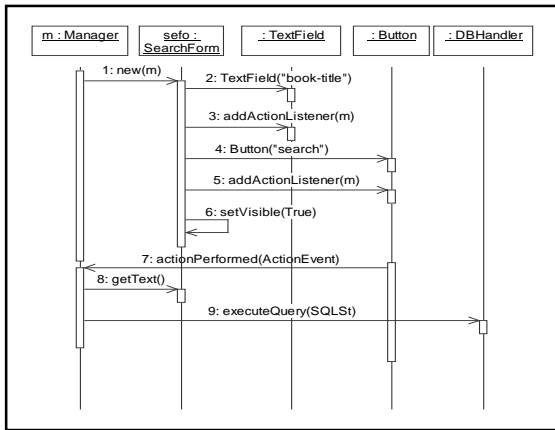 m : Manager
sefo :
SearchForm
: TextField
: Button
: DBHandler
1: new(m)
2: TextField("book-title")
3: addActionListener(m)
4: Button("search")
5: addActionListener(m)
6: setVisible(True)
7: actionPerformed(ActionEvent)
8: getText()
9: executeQuery(SQLSt)